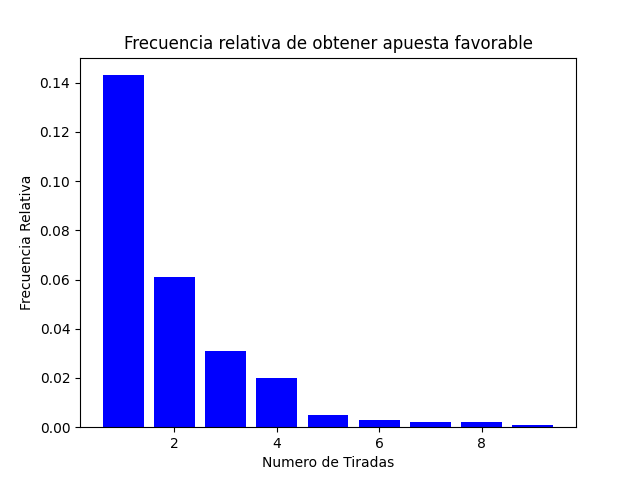 Frecuencia relativa de obtener apuesta favorable
0.14
0.12
0.10
0.08
0.06
0.04
0.02
0.00
Frecuencia Relativa
2 4 6 8
Numero de Tiradas